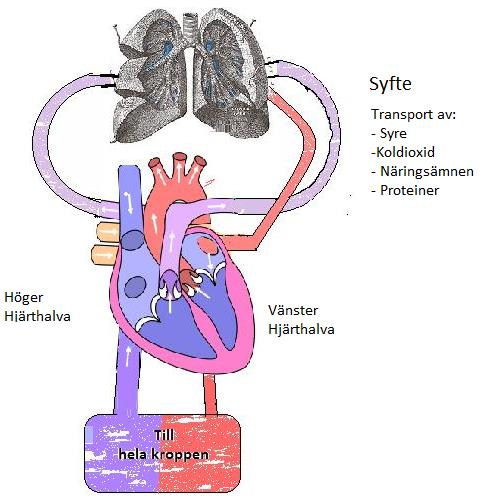 Syfte
Transport av:
- Syre
-Koldioxid
- Näringsämnen
- Proteiner
Höger
Hjärthalva
Vänster
Hjärthalva
Till
hela kroppen